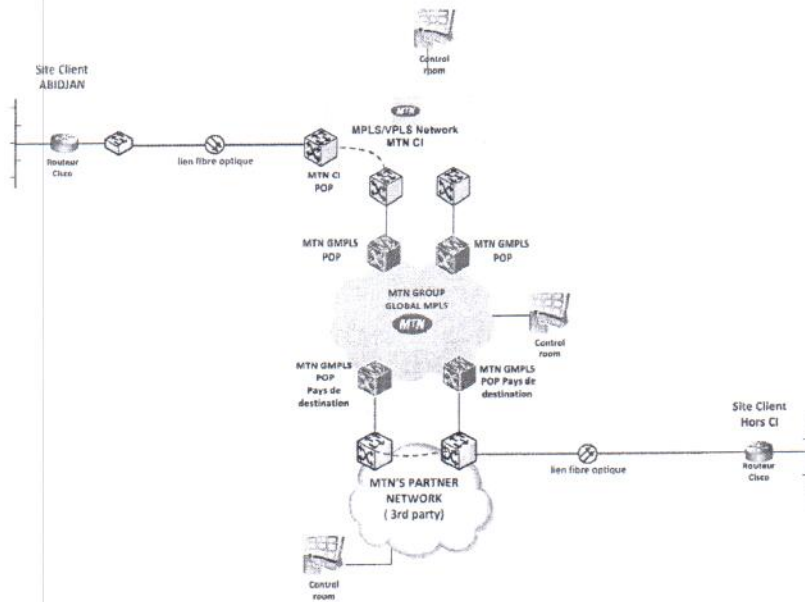 Control
room
Site Client
ABIDJAN
MTN
MPLS/VPLS Network
MTN CI
Routeur
Cisco
lien fibre optique
MTN CI
POP
MTN GMPLS
POP
MTN GMPLS
POP
MTN GROUP
GLOBAL MPLS
MTN
Control
room
MTN GMPLS
POP
Pays de
destination
MTN GMPLS
POP Pays de
destination
Site Client
Hors CI
lien fibre optique
Routeur
Cisco
MTN'S PARTNER
NETWORK
( 3rd party)
Control
room